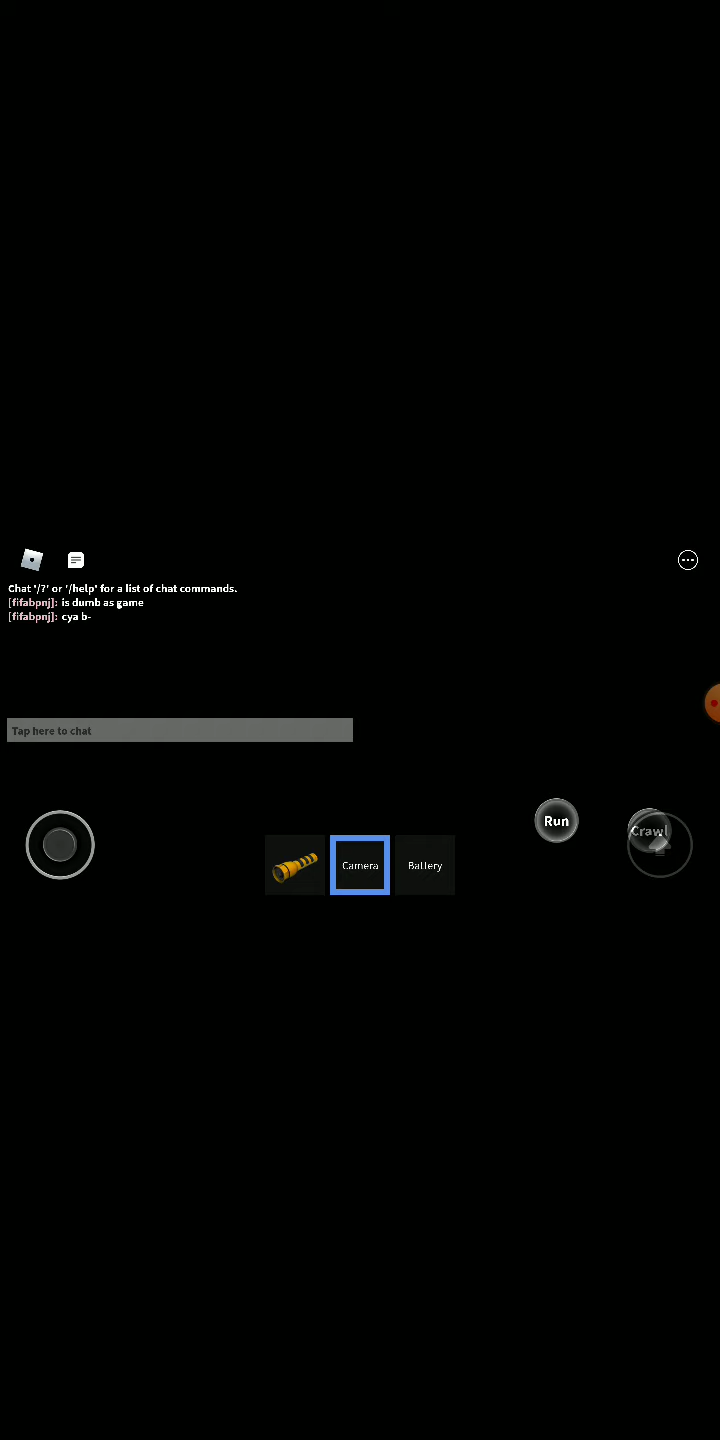 Chat '/?' or '/help' for a list of chat commands.
[fifabpnj]: is dumb as game
[fifabpnj]: cya b-
Tap here to chat
Run
Crawl
Camera
Battery